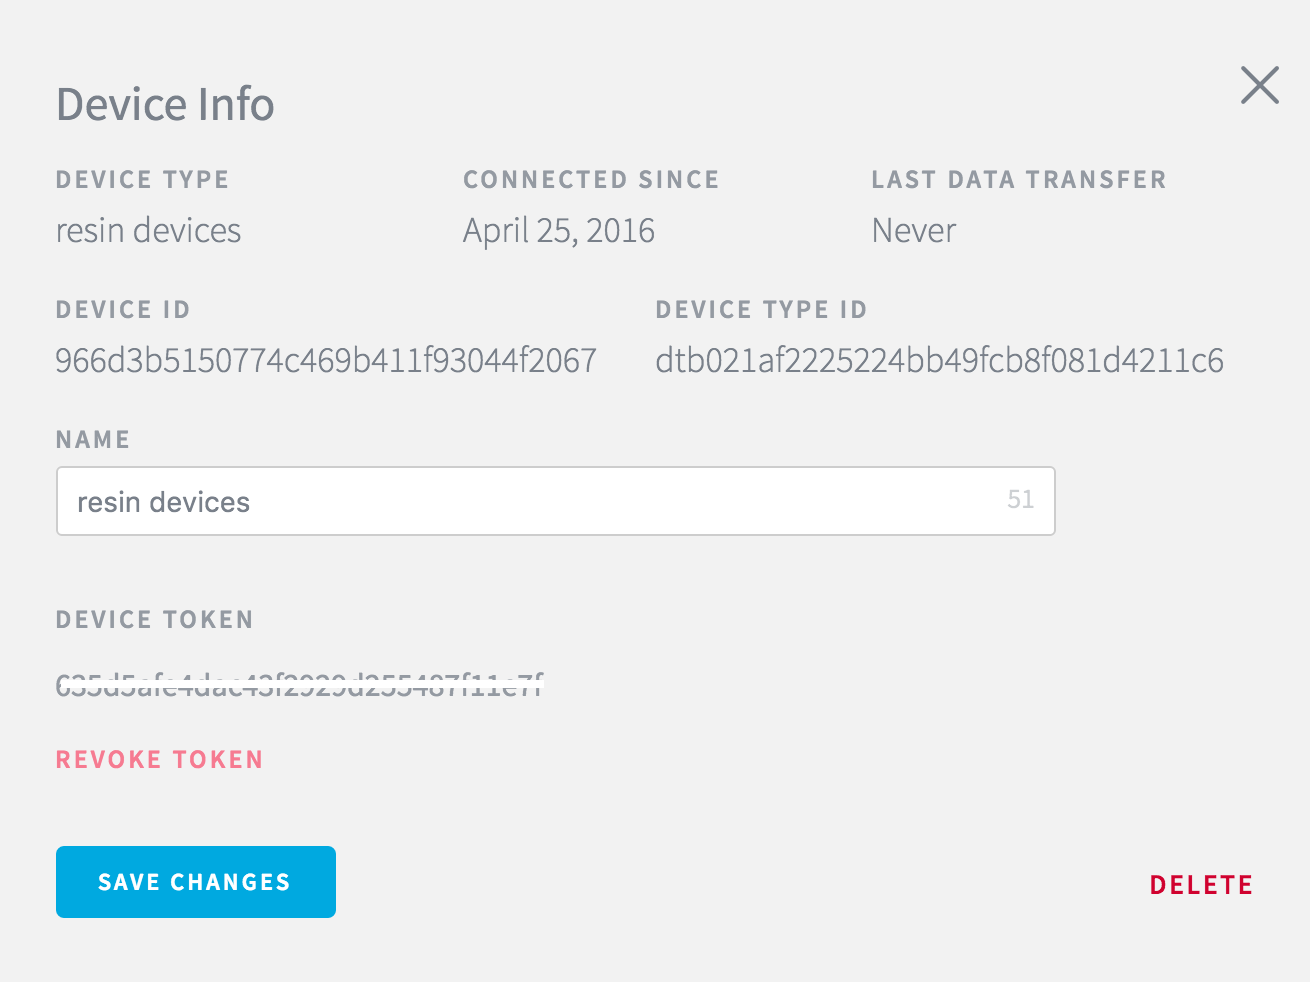 Device Info
DEVICE TYPE
CONNECTED SINCE
LAST DATA TRANSFER
resin devices
April 25, 2016
Never
DEVICE ID
DEVICE TYPE ID
966d3b5150774c469b411f93044f2067
dtb021af2225224bb49fcb8f081d4211c6
NAME
resin devices
51
DEVICE TOKEN
REVOKE TOKEN
SAVE CHANGES
DELETE